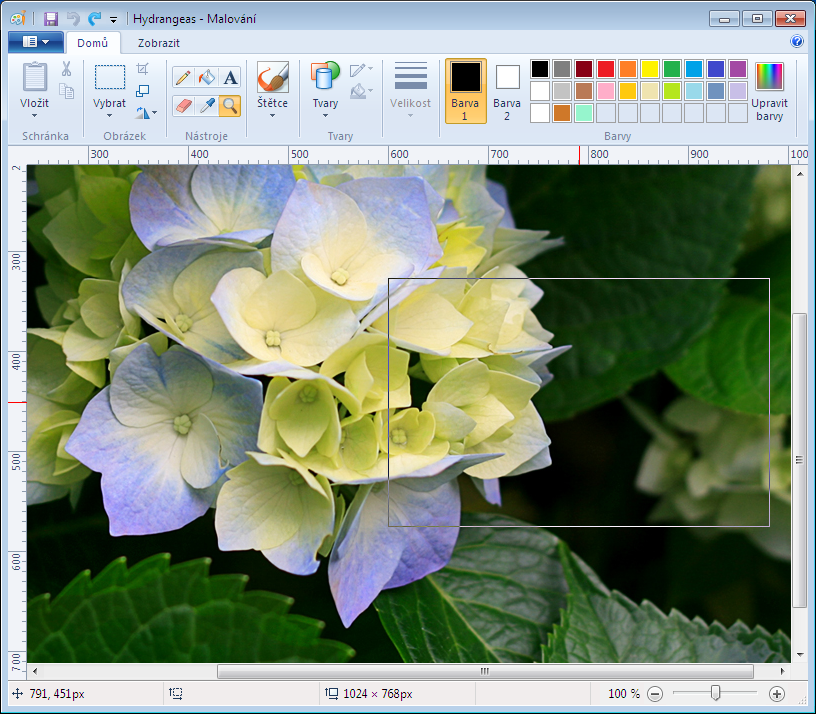 Hydrangeas - Malování
Domů Zobrazit
Vložit Vybrat Štětce Tvary Velikost Barva 1 Barva 2 Upravit barvy
A
Schránka Obrázek Nástroje Tvary Barvy
300 400 500 600 700 800 900 100
2
300
400
500
600
700
791, 451px 1024 × 768px 100 %